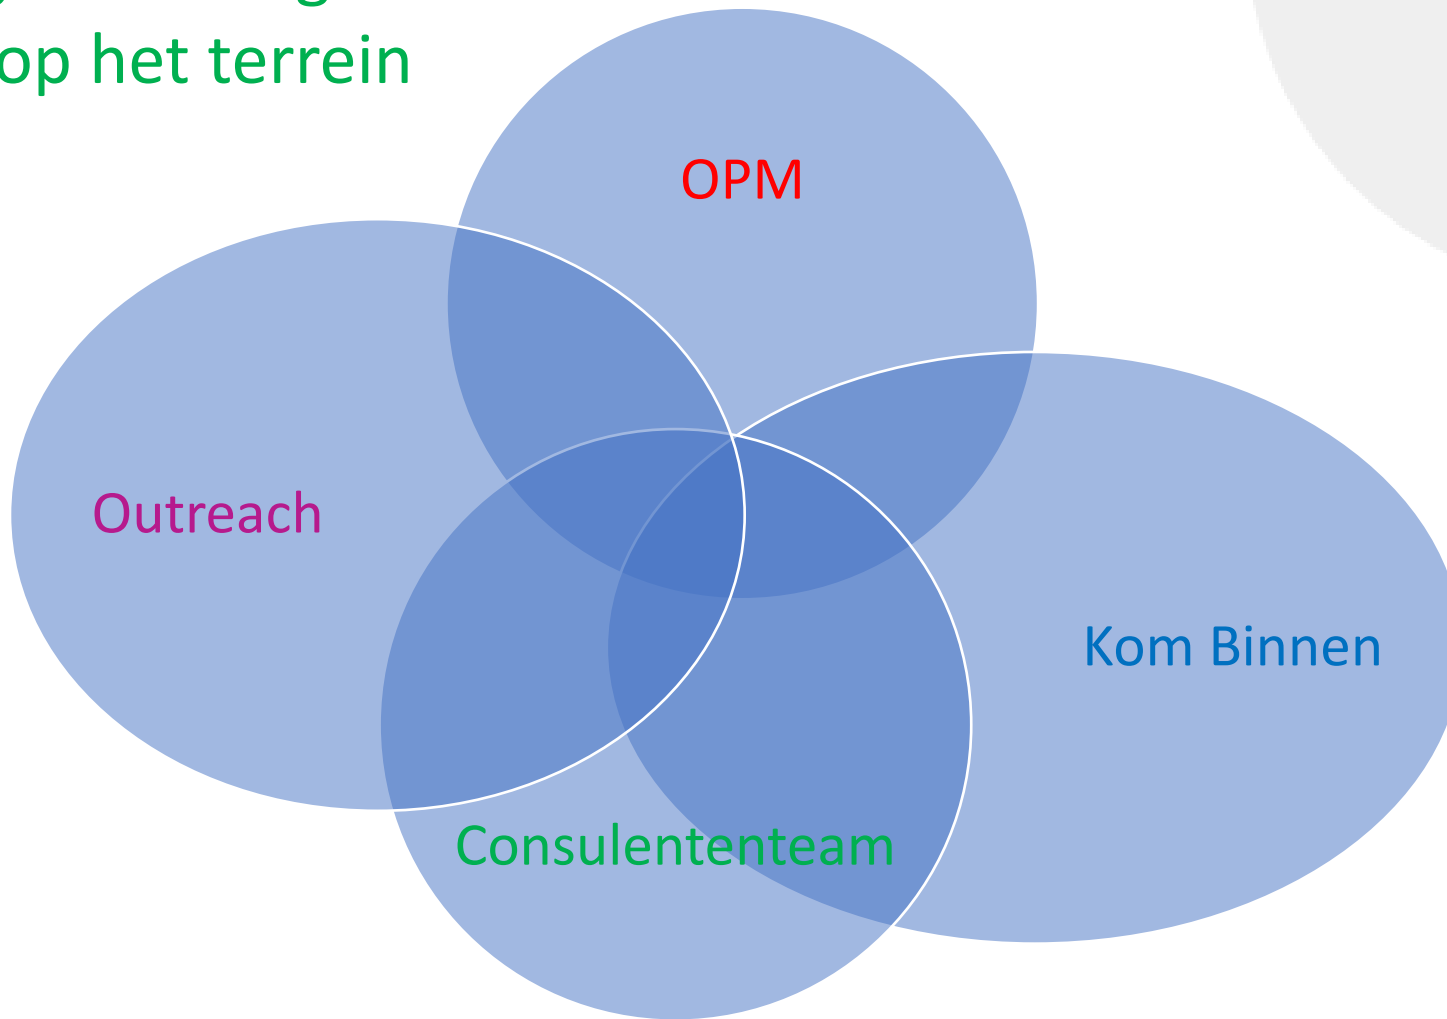 op het terrein
OPM
Outreach
Kom Binnen
Consulententeam